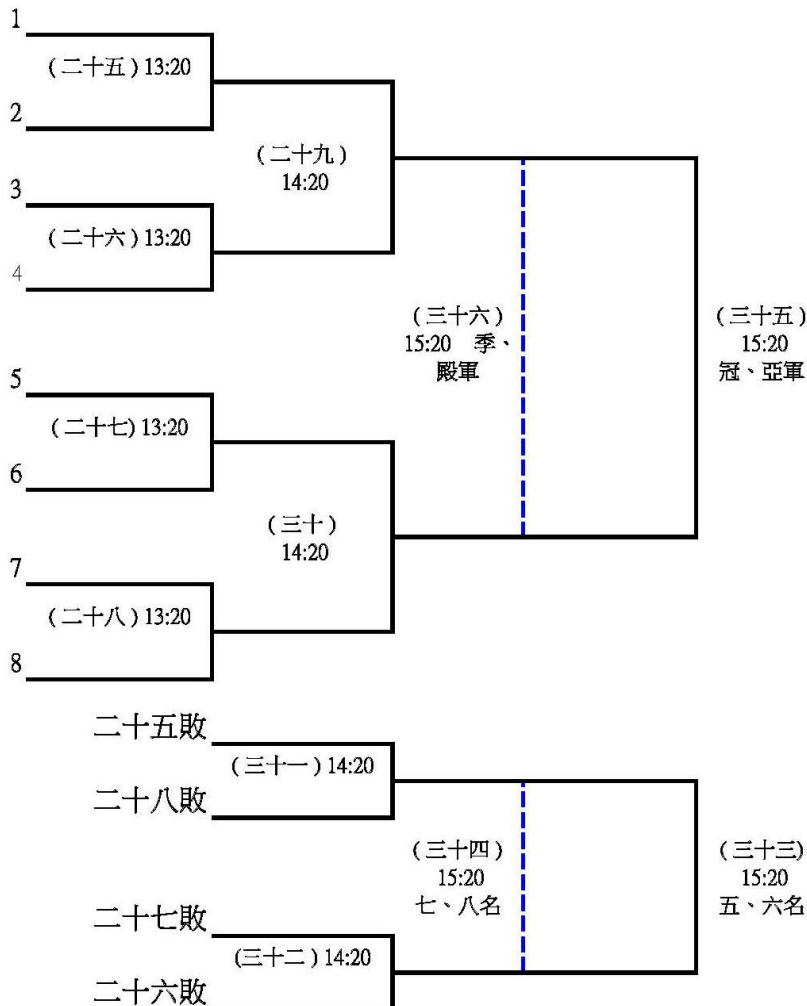 1
(二十五) 13:20
2
(二十九)
14:20
3
(二十六) 13:20
4
(三十六)
15:20 季、
殿軍
(三十五)
15:20
冠、亞軍
5
(二十七) 13:20
6
(三十)
14:20
7
(二十八) 13:20
8
二十五敗
(三十一) 14:20
二十八敗
(三十四)
15:20
七、八名
(三十三)
15:20
五、六名
二十七敗
(三十二) 14:20
二十六敗